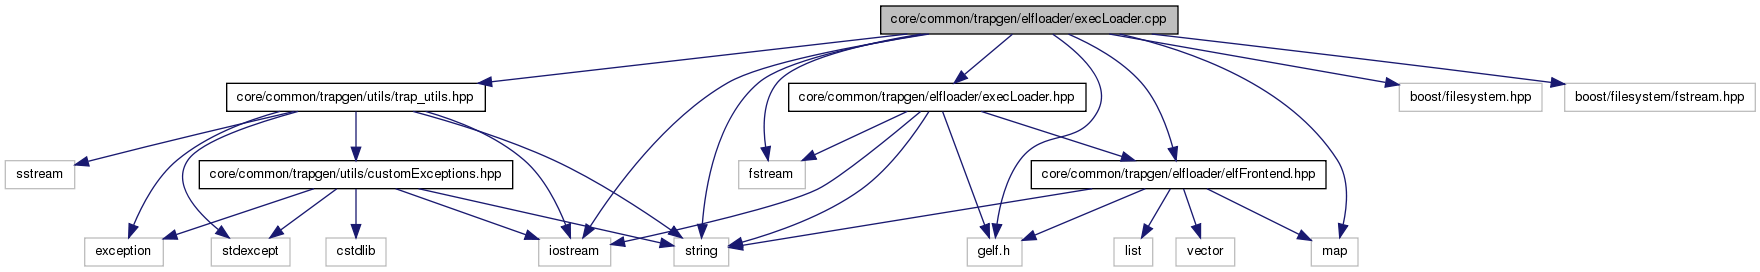 core/common/trapgen/elfloader/execLoader.cpp
core/common/trapgen/utils/trap_utils.hpp
core/common/trapgen/elfloader/execLoader.hpp
boost/filesystem.hpp
boost/filesystem/fstream.hpp
sstream
core/common/trapgen/utils/customExceptions.hpp
fstream
core/common/trapgen/elfloader/elfFrontend.hpp
exception
stdexcept
cstdlib
iostream
string
gelf.h
list
vector
map